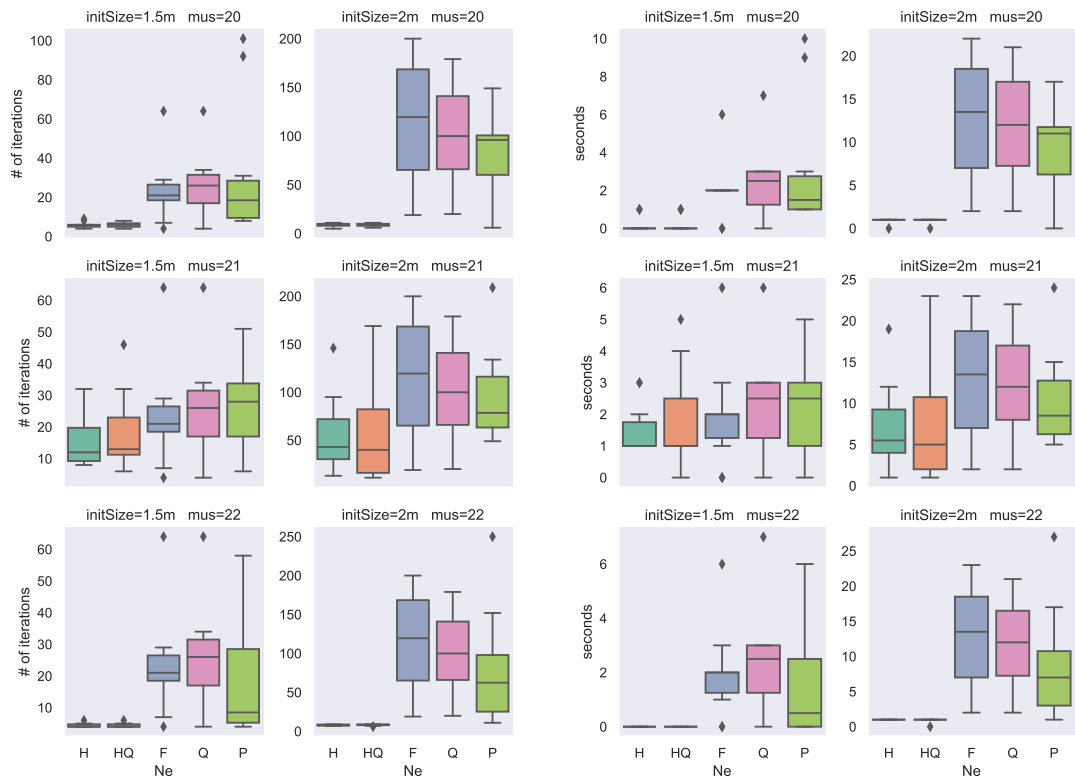 initSize=1.5m mus=20
initSize=2m mus=20
initSize=1.5m mus=20
initSize=2m mus=20
# of iterations
100
80
60
40
20
0
200
150
100
50
0
seconds
10
8
6
4
2
0
20
15
10
5
0
initSize=1.5m mus=21
initSize=2m mus=21
initSize=1.5m mus=21
initSize=2m mus=21
# of iterations
60
50
40
30
20
10
200
150
100
50
seconds
6
5
4
3
2
1
0
25
20
15
10
5
0
initSize=1.5m mus=22
initSize=2m mus=22
initSize=1.5m mus=22
initSize=2m mus=22
# of iterations
60
50
40
30
20
10
250
200
150
100
50
0
seconds
6
4
2
0
25
20
15
10
5
0
H HQ F Q P
H HQ F Q P
H HQ F Q P
H HQ F Q P
Ne
Ne
Ne
Ne